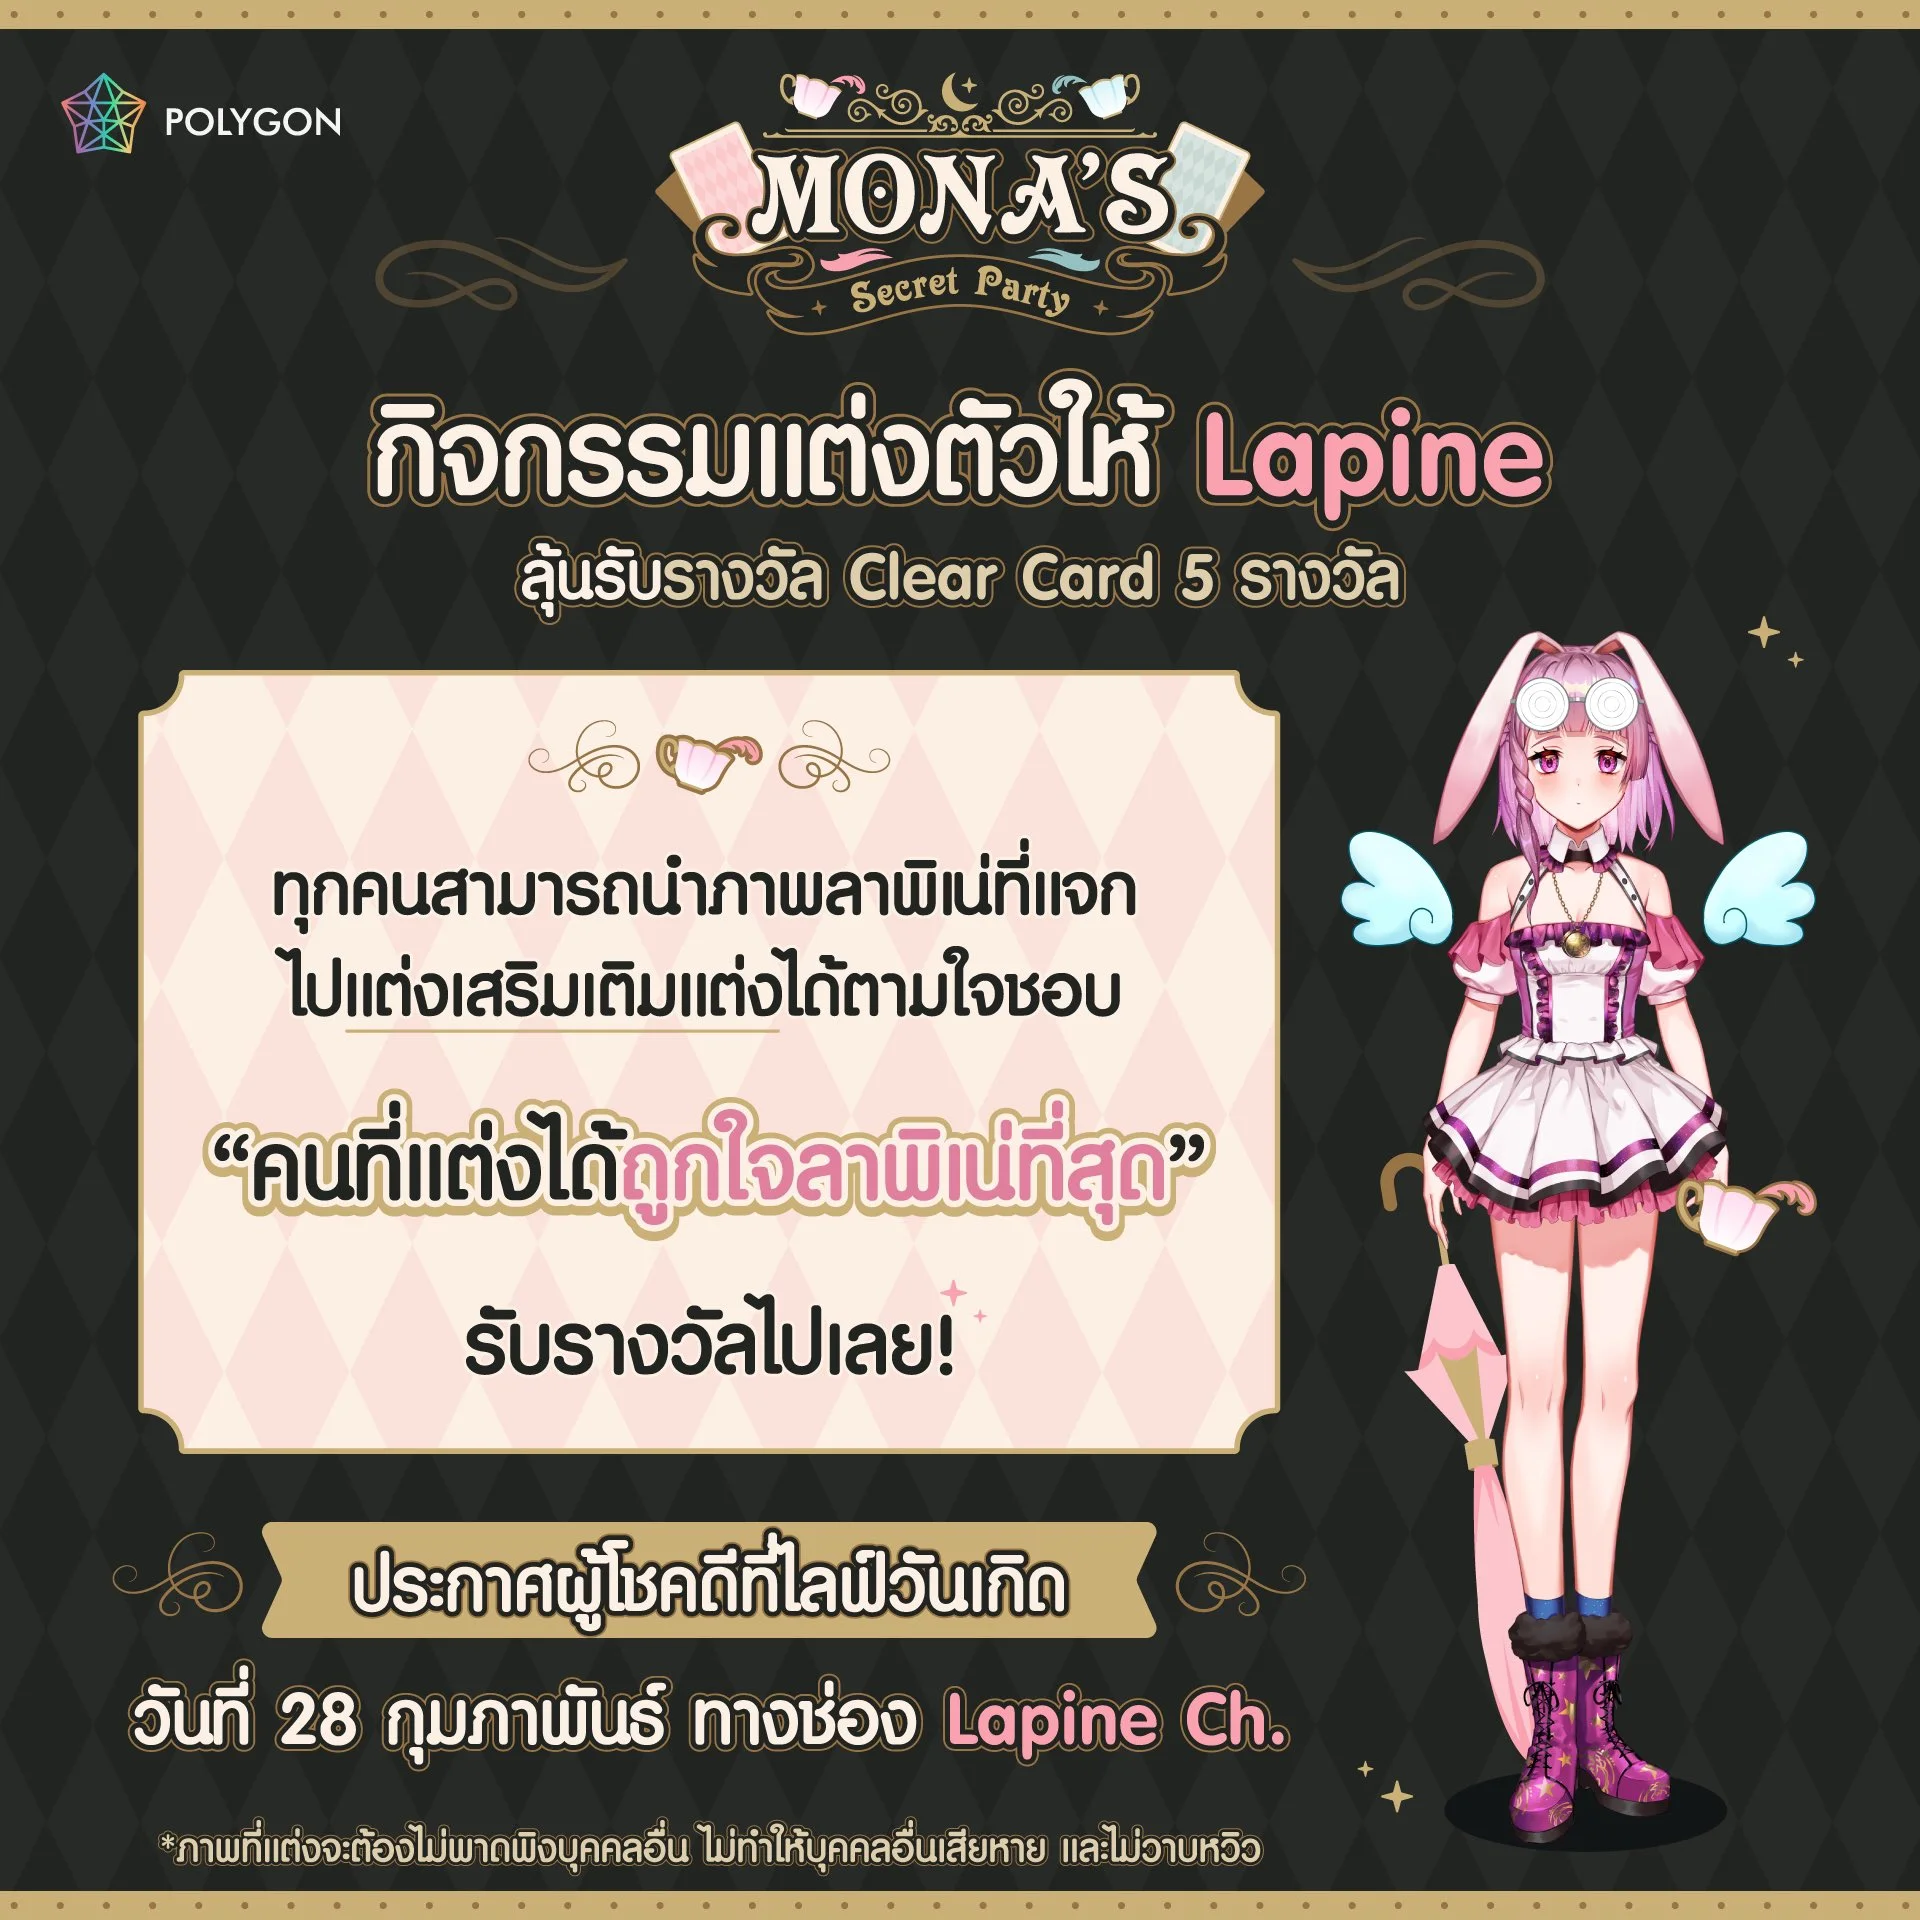 POLYGON
MONA'S
Secret Party
กิจกรรมแต่งตัวให้ Lapine
ลุ้นรับรางวัล Clear Card 5 รางวัล
ทุกคนสามารถนำภาพลาพิเน่ที่แจก
ไปแต่งเสริมเติมแต่งได้ตามใจชอบ
“คนที่แต่งได้ถูกใจลาพิเน่ที่สุด”
รับรางวัลไปเลย!
ประกาศผู้โชคดีที่ไลฟ์วันเกิด
วันที่ 28 กุมภาพันธ์ ทางช่อง Lapine Ch.
*ภาพที่แต่งจะต้องไม่พาดพิงบุคคลอื่น ไม่ทำให้บุคคลอื่นเสียหาย และไม่วาบหวิว